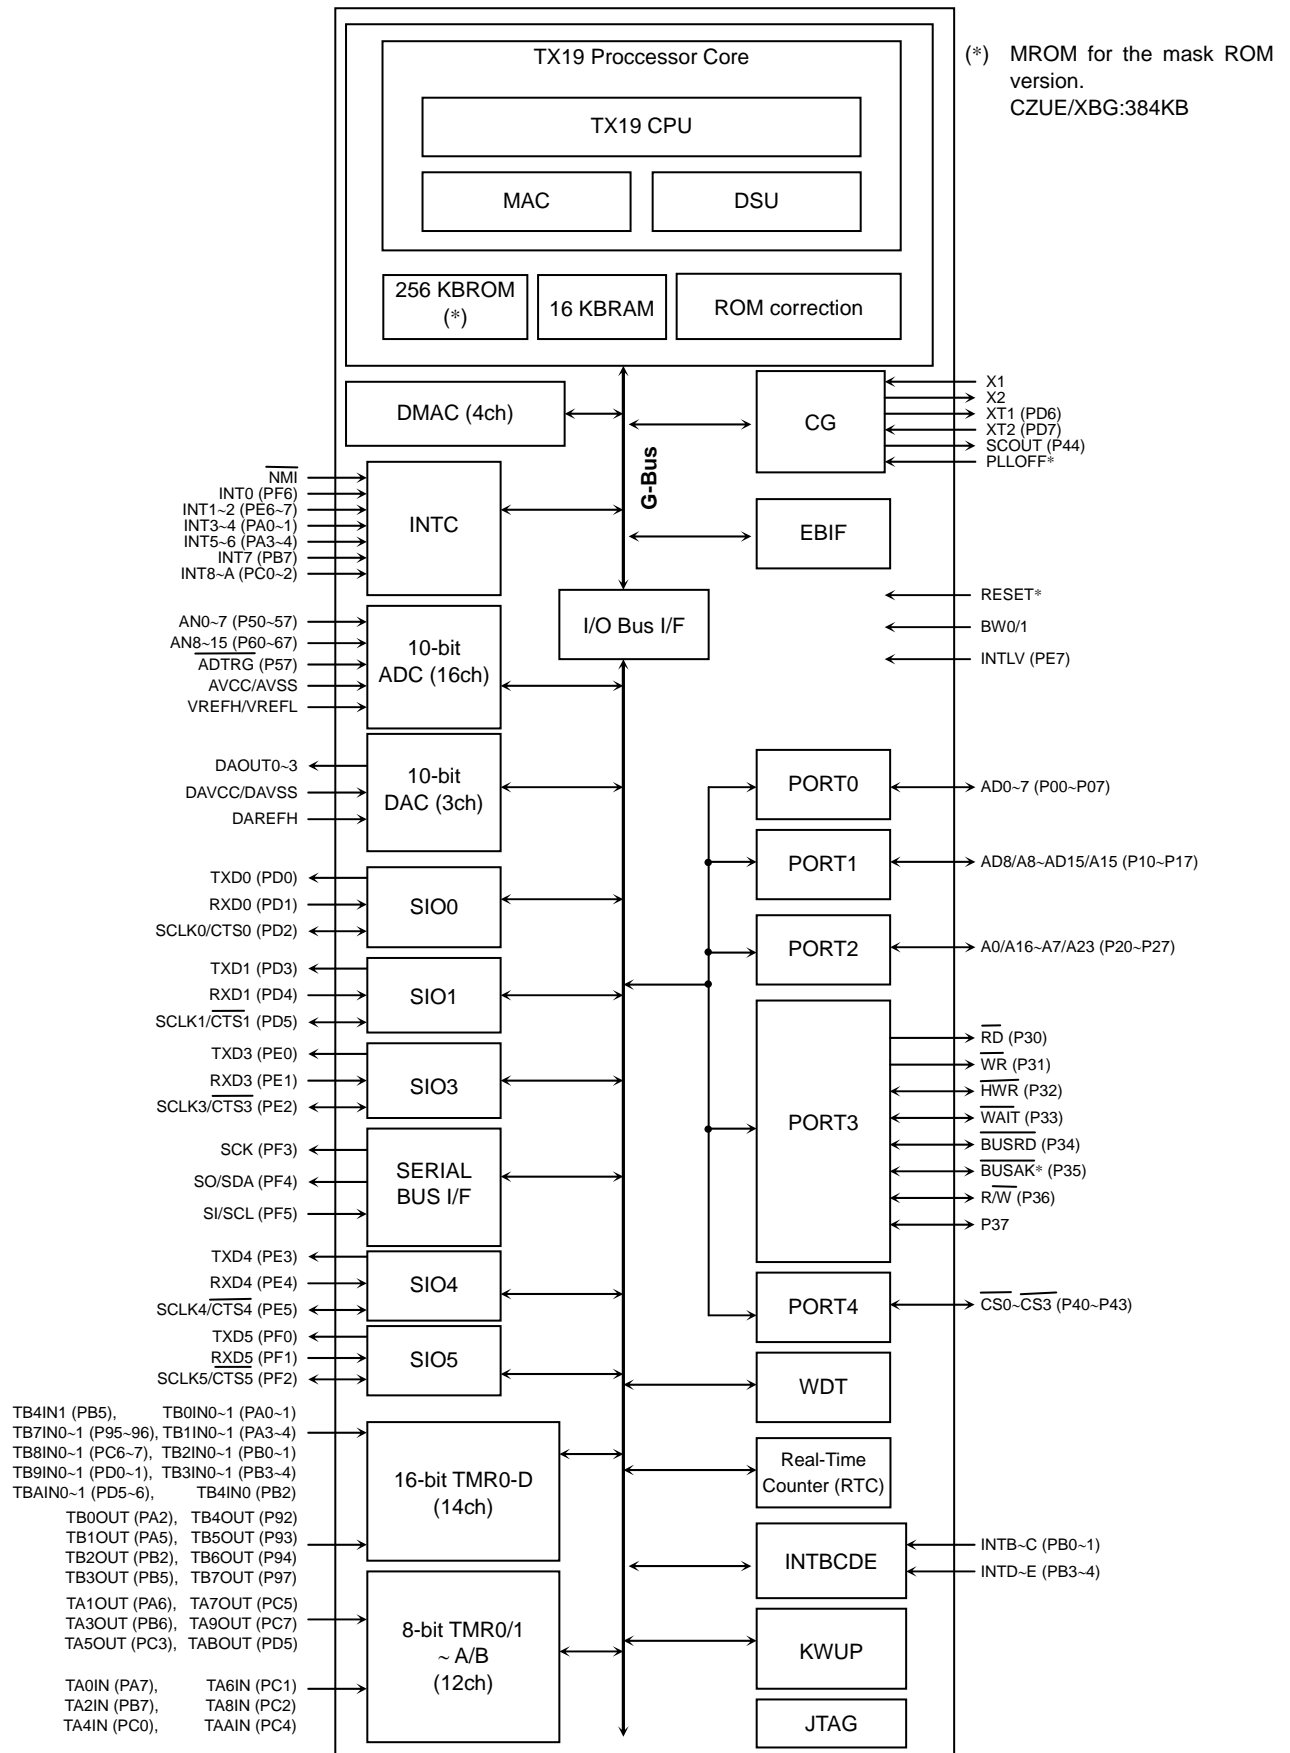 TX19 Proccessor Core
(*) MROM for the mask ROM
version.
CZUE/XBG:384KB
TX19 CPU
MAC
DSU
256 KBROM
(*)
16 KBRAM
ROM correction
DMAC (4ch)
CG
X1
X2
XT1 (PD6)
XT2 (PD7)
SCOUT (P44)
PLLOFF*
G-Bus
NMI
INT0 (PF6)
INT1~2 (PE6~7)
INT3~4 (PA0~1)
INT5~6 (PA3~4)
INT7 (PB7)
INT8~A (PC0~2)
INTC
EBIF
I/O Bus I/F
RESET*
BW0/1
INTLV (PE7)
AN0~7 (P50~57)
AN8~15 (P60~67)
ADTRG (P57)
AVCC/AVSS
VREFH/VREFL
10-bit
ADC (16ch)
DAOUT0~3
DAVCC/DAVSS
DAREFH
10-bit
DAC (3ch)
PORT0
AD0~7 (P00~P07)
PORT1
AD8/A8~AD15/A15 (P10~P17)
TXD0 (PD0)
RXD0 (PD1)
SCLK0/CTS0 (PD2)
SIO0
PORT2
A0/A16~A7/A23 (P20~P27)
TXD1 (PD3)
RXD1 (PD4)
SCLK1/CTS1 (PD5)
SIO1
TXD3 (PE0)
RXD3 (PE1)
SCLK3/CTS3 (PE2)
SIO3
PORT3
RD (P30)
WR (P31)
HWR (P32)
WAIT (P33)
BUSRD (P34)
BUSAK* (P35)
R/W (P36)
P37
SCK (PF3)
SO/SDA (PF4)
SI/SCL (PF5)
SERIAL
BUS I/F
TXD4 (PE3)
RXD4 (PE4)
SCLK4/CTS4 (PE5)
SIO4
PORT4
CS0~CS3 (P40~P43)
TXD5 (PF0)
RXD5 (PF1)
SCLK5/CTS5 (PF2)
SIO5
WDT
TB4IN1 (PB5), TB0IN0~1 (PA0~1)
TB7IN0~1 (P95~96), TB1IN0~1 (PA3~4)
TB8IN0~1 (PC6~7), TB2IN0~1 (PB0~1)
TB9IN0~1 (PD0~1), TB3IN0~1 (PB3~4)
TBAIN0~1 (PD5~6), TB4IN0 (PB2)
TB0OUT (PA2), TB4OUT (P92)
TB1OUT (PA5), TB5OUT (P93)
TB2OUT (PB2), TB6OUT (P94)
TB3OUT (PB5), TB7OUT (P97)
16-bit TMR0-D
(14ch)
Real-Time
Counter (RTC)
INTBCDE
INTB~C (PB0~1)
INTD~E (PB3~4)
TA1OUT (PA6), TA7OUT (PC5)
TA3OUT (PB6), TA9OUT (PC7)
TA5OUT (PC3), TABOUT (PD5)
TA0IN (PA7), TA6IN (PC1)
TA2IN (PB7), TA8IN (PC2)
TA4IN (PC0), TAAIN (PC4)
8-bit TMR0/1
~ A/B
(12ch)
KWUP
JTAG